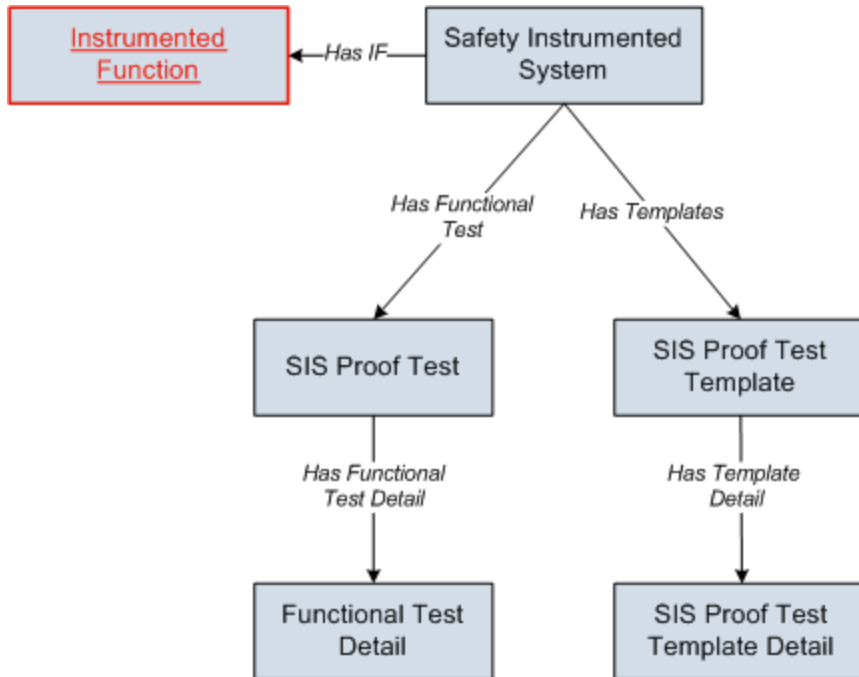 Instrumented
Function
Has IF
Safety Instrumented
System
Has Functional
Test
Has Templates
SIS Proof Test
SIS Proof Test
Template
Has Functional
Test Detail
Has Template
Detail
Functional Test
Detail
SIS Proof Test
Template Detail